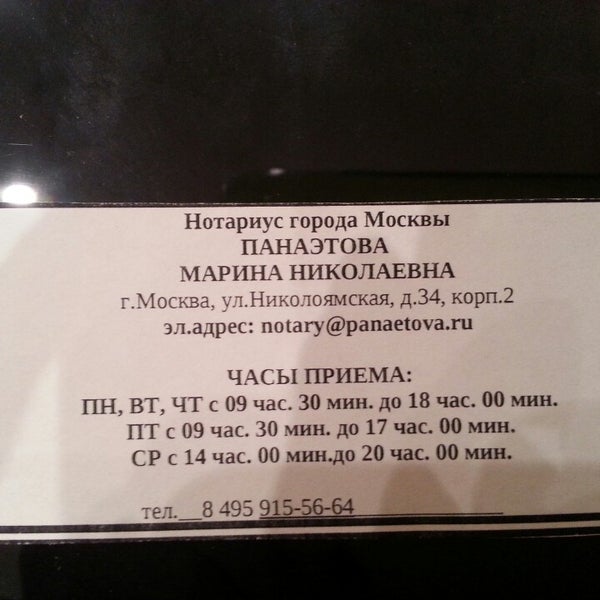 Нотариус города Москвы
ПАНАЭТОВА
МАРИНА НИКОЛАЕВНА
г.Москва, ул.Николоямская, д.34, корп.2
эл.адрес: notary@panaetova.ru
ЧАСЫ ПРИЕМА:
ПН, ВТ, ЧТ с 09 час. 30 мин. до 18 час. 00 мин.
ПТ с 09 час. 30 мин. до 17 час. 00 мин.
СР с 14 час. 00 мин.до 20 час. 00 мин.
тел.__8 495 915-56-64